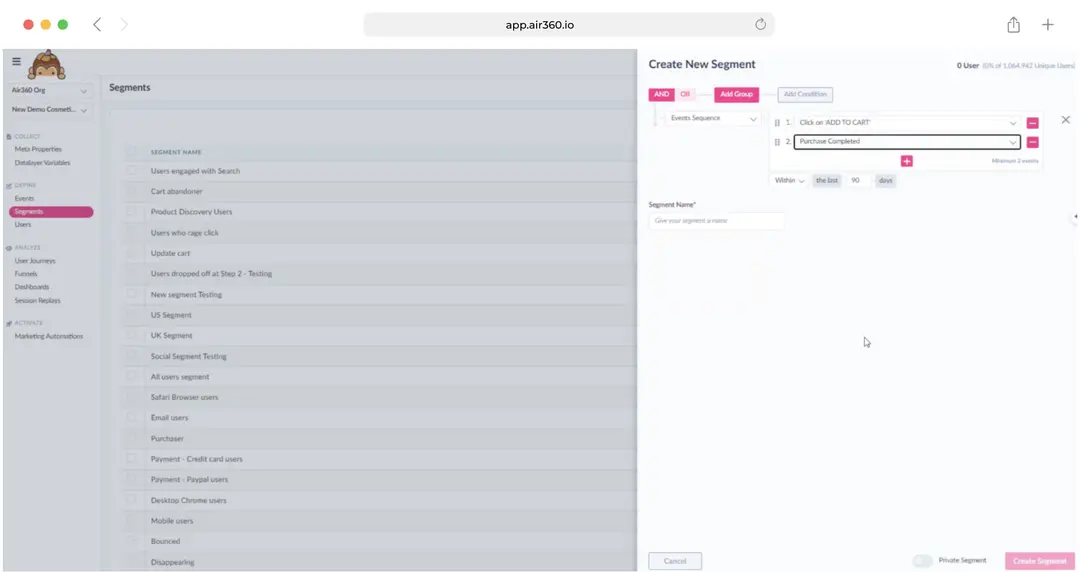 app.air360.io
Air360 Org
New Demo Cosmeti...
COLLECT
Meta Properties
Datalayer Variables
DEFINE
Events
Segments
Users
ANALYZE
User Journeys
Funnels
Dashboards
Session Replays
ACTIVATE
Marketing Automations
Segments
SEGMENT NAME
Users engaged with Search
Cart abandoner
Product Discovery Users
Users who rage click
Update cart
Users dropped off at Step 2 - Testing
New segment Testing
US Segment
UK Segment
Social Segment Testing
All users segment
Safari Browser users
Email users
Purchaser
Payment - Credit card users
Payment - Paypal users
Desktop Chrome users
Mobile users
Bounced
Disappearing
Create New Segment
0 User (0% of 1,064,942 Unique Users)
AND OR Add Group Add Condition
Events Sequence
1. Click on 'ADD TO CART'
2. Purchase Completed
Minimum 2 events
Within the last 90 days
Segment Name*
Give your segment a name
Cancel
Private Segment
Create Segment